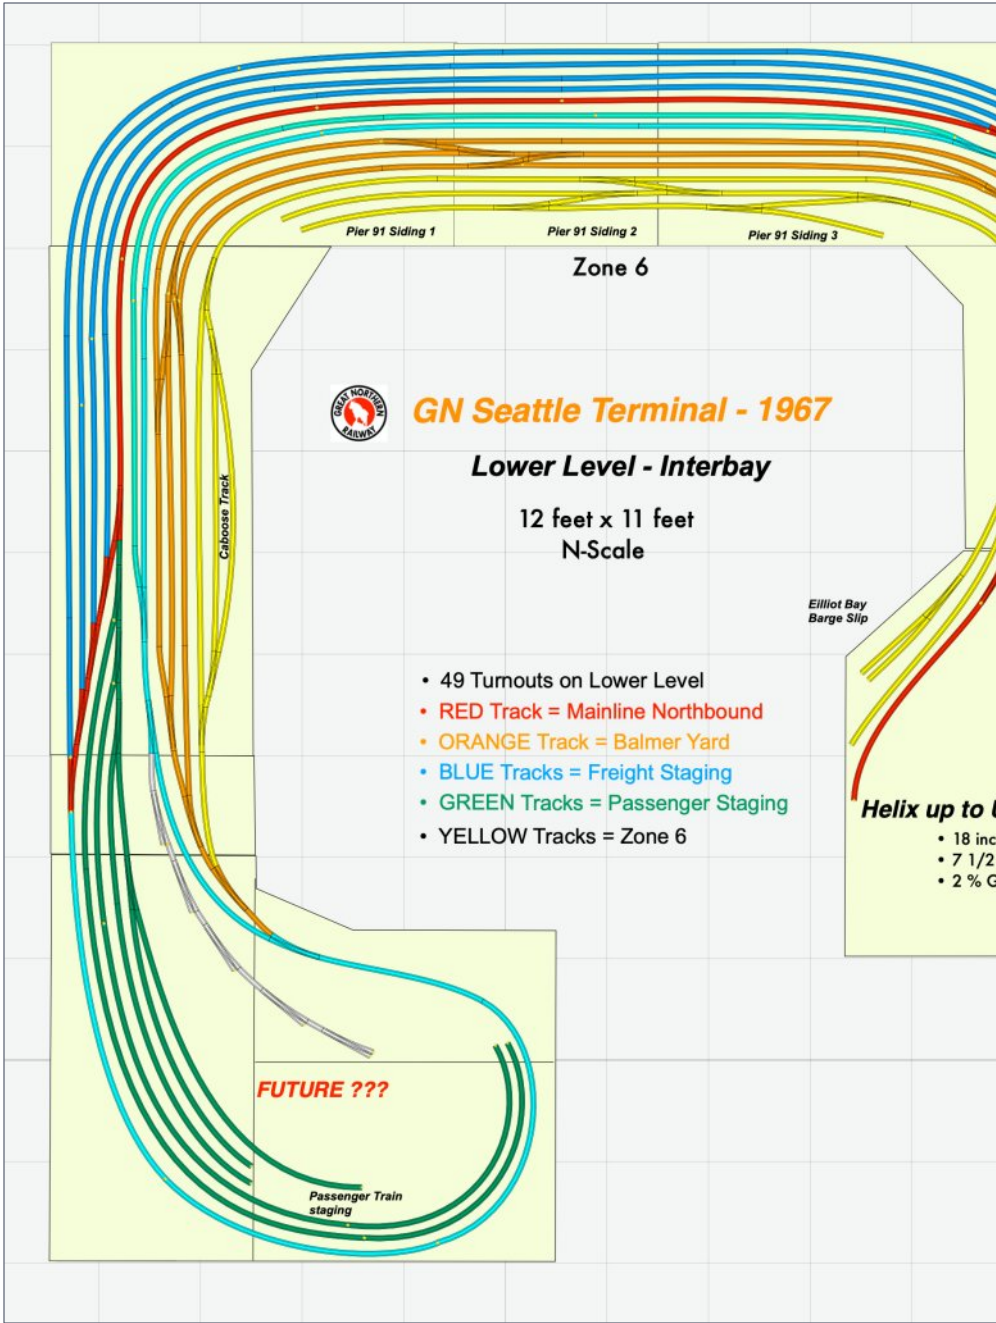 Pier 91 Siding 1
Pier 91 Siding 2
Pier 91 Siding 3
Zone 6
GREAT NORTHERN
RAILWAY
GN Seattle Terminal - 1967
Lower Level - Interbay
12 feet x 11 feet
N-Scale
Caboose Track
Eilliot Bay
Barge Slip
• 49 Turnouts on Lower Level
• RED Track = Mainline Northbound
• ORANGE Track = Balmer Yard
• BLUE Tracks = Freight Staging
• GREEN Tracks = Passenger Staging
• YELLOW Tracks = Zone 6
Helix up to
• 18
• 7 1/2
• 2 %
FUTURE ???
Passenger Train
staging